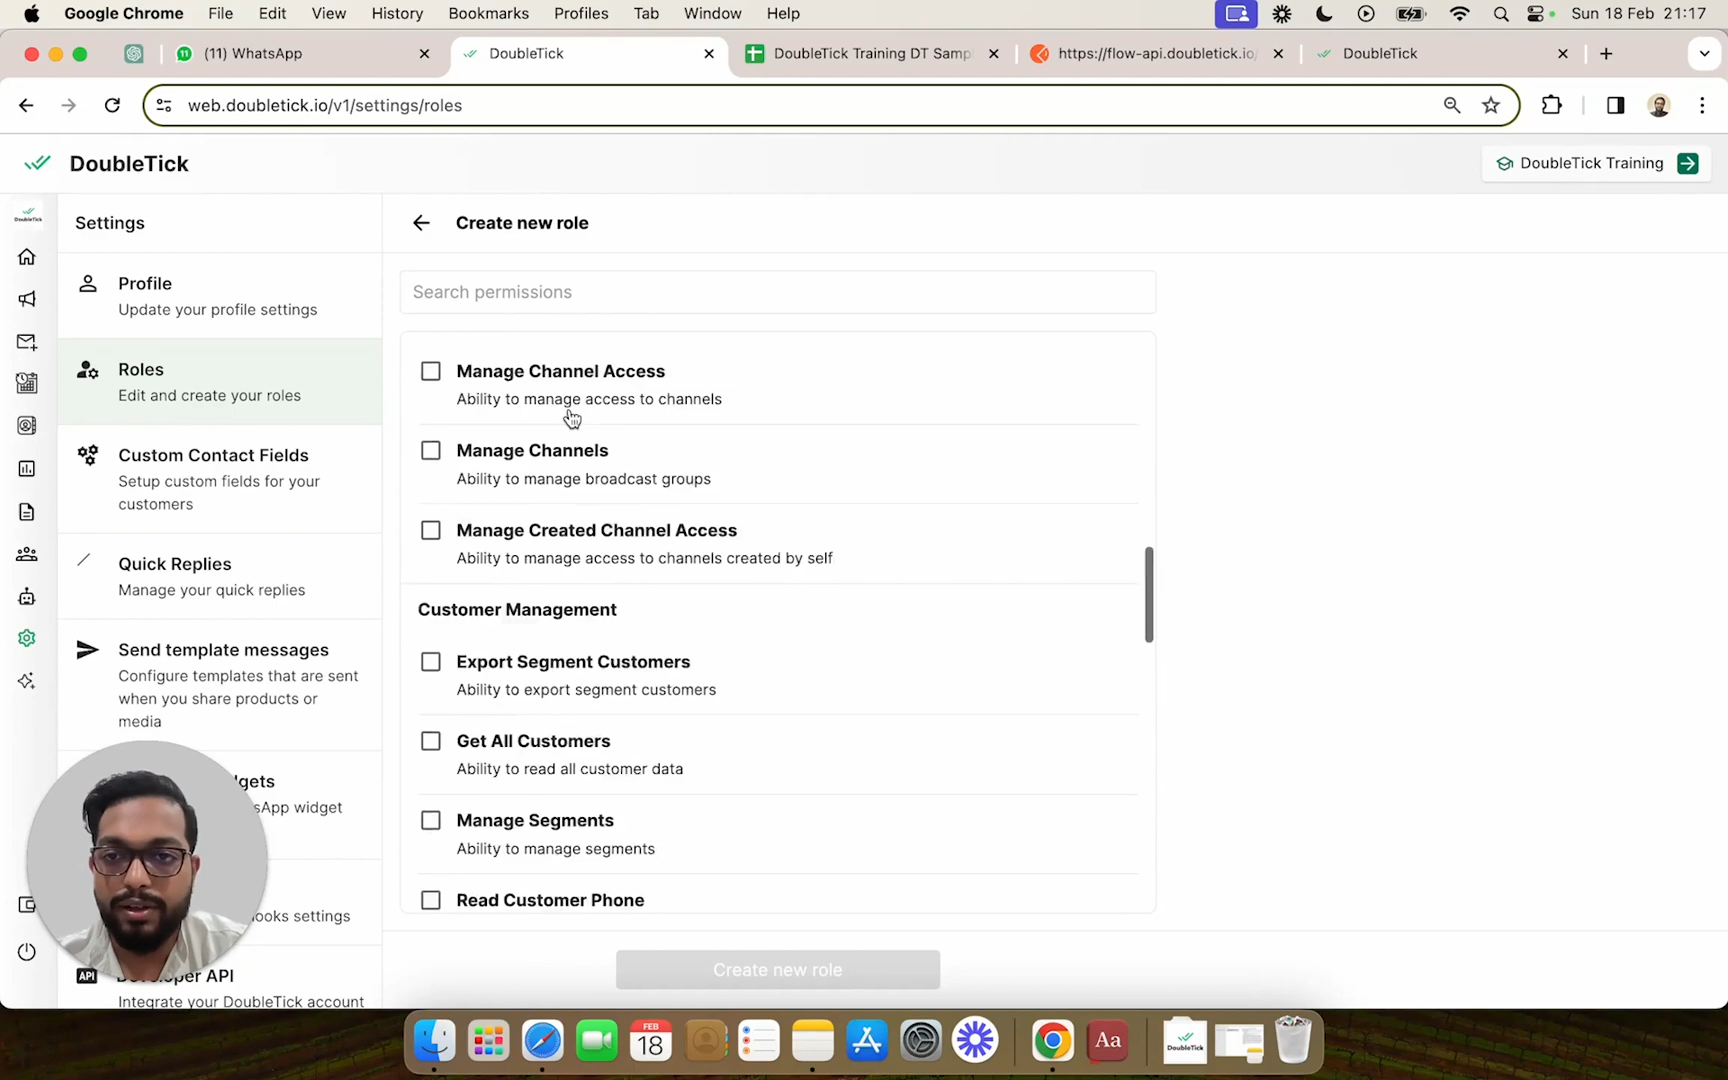 Google Chrome File Edit View History Bookmarks Profiles Tab Window Help Sun 18 Feb 21:17
(11) WhatsApp DoubleTick DoubleTick Training DT Samp https://flow-api.doubletick.io/ DoubleTick
web.doubletick.io/v1/settings/roles
DoubleTick
DoubleTick Training
Settings
Profile
Update your profile settings
Roles
Edit and create your roles
Custom Contact Fields
Setup custom fields for your
customers
Quick Replies
Manage your quick replies
Send template messages
Configure templates that are sent
when you share products or
media
dgets
sApp widget
ooks settings
API Developer API
Integrate your DoubleTick account
Create new role
Search permissions
Manage Channel Access
Ability to manage access to channels
Manage Channels
Ability to manage broadcast groups
Manage Created Channel Access
Ability to manage access to channels created by self
Customer Management
Export Segment Customers
Ability to export segment customers
Get All Customers
Ability to read all customer data
Manage Segments
Ability to manage segments
Read Customer Phone
Create new role
FEB
18
Aa
DoubleTick